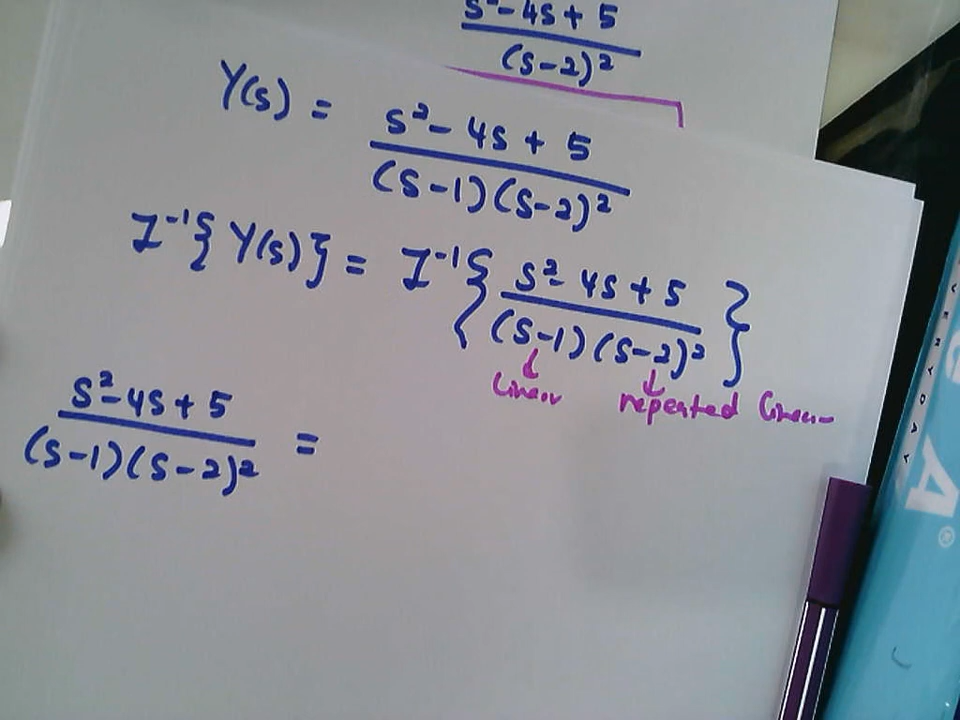 s²-4s+5
(s-2)²
Y(s) = s²-4s+5
(s-1)(s-2)²
L⁻¹{Y(s)} = L⁻¹{ s²-4s+5
(s-1)(s-2)² }
linear repeated linear
s²-4s+5
(s-1)(s-2)² =
A®